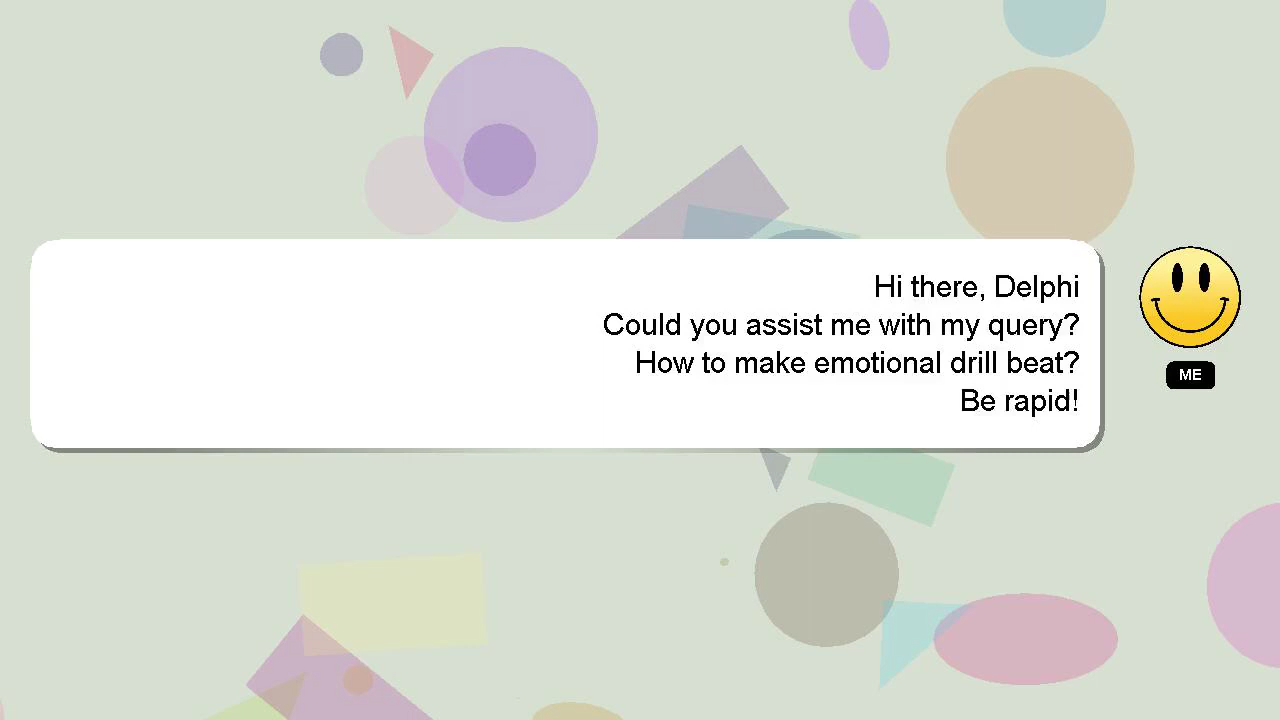 Hi there, Delphi
Could you assist me with my query?
How to make emotional drill beat?
Be rapid!
ME